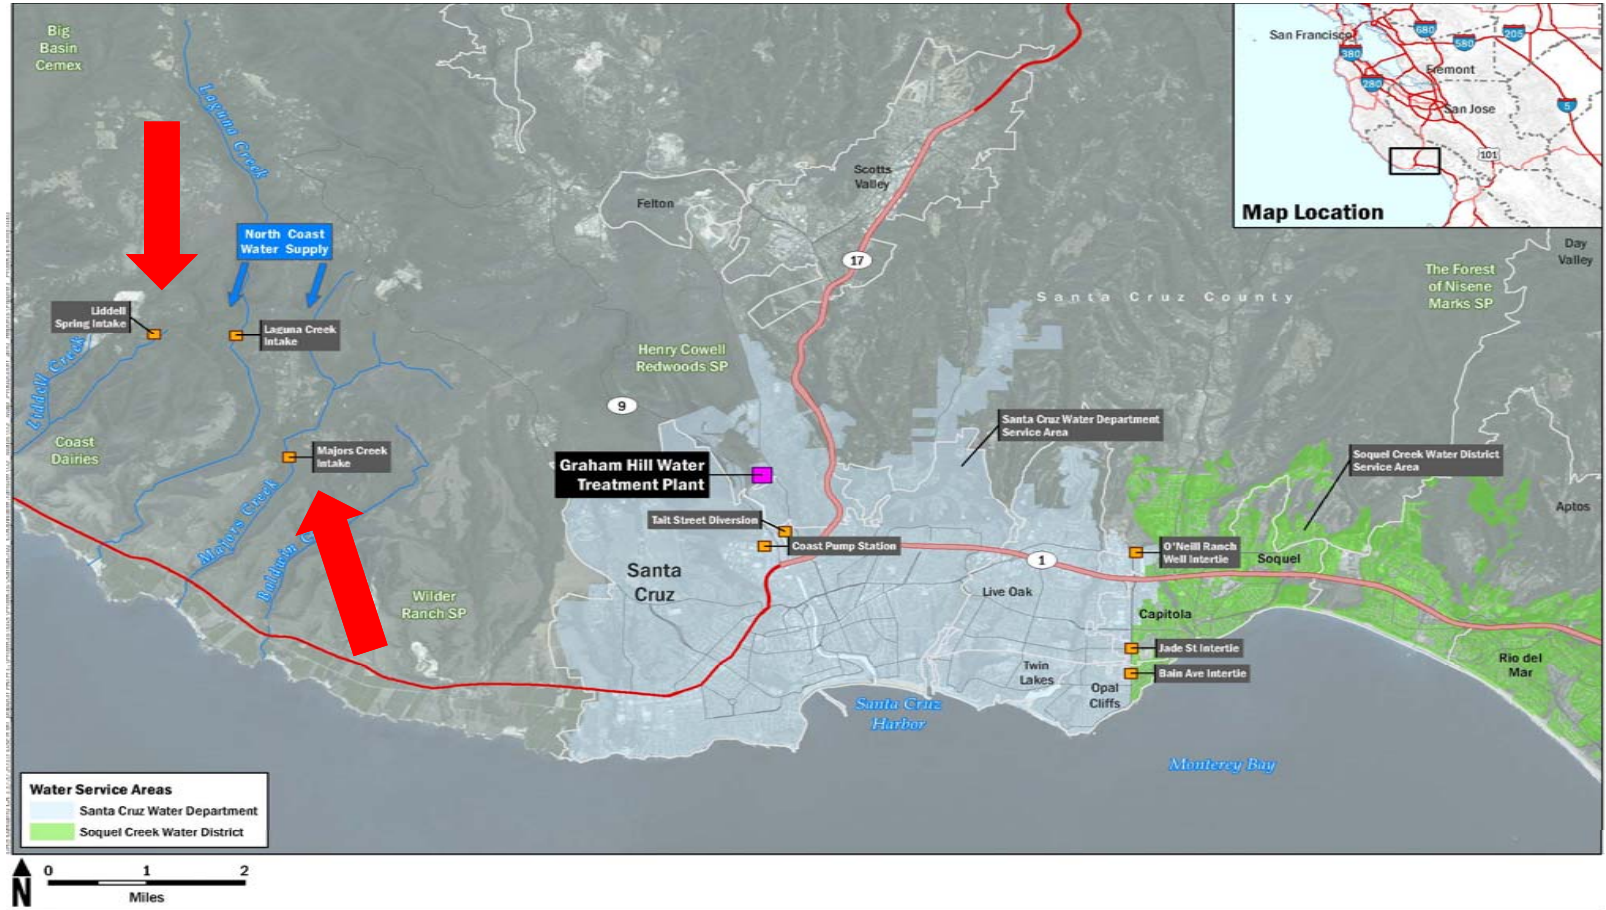 Big
Basin
Cemex
Laguna Creek
North Coast
Water Supply
Liddell
Spring Intake
Laguna Creek
Intake
Liddell Creek
Coast
Dairies
Majors Creek
Intake
Majors Creek
Baldwin C
Wilder
Ranch SP
Felton
Scotts
Valley
17
Santa Cruz County
Henry Cowell
Redwoods SP
9
Graham Hill Water
Treatment Plant
Tait Street Diversion
Coast Pump Station
Santa
Cruz
Santa Cruz Water Department
Service Area
Soquel Creek Water District
Service Area
1
Live Oak
O'Neill Ranch
Well Intertie
Soquel
Capitola
Jade St Intertie
Bain Ave Intertie
Twin
Lakes
Opal
Cliffs
Santa Cruz
Harbor
Monterey Bay
Aptos
Rio del
Mar
The Forest
of Nisene
Marks SP
Day
Valley
San Francisco
380
280
680
580
205
5
Fremont
San Jose
101
Map Location
Water Service Areas
Santa Cruz Water Department
Soquel Creek Water District
N
0 1 2
Miles